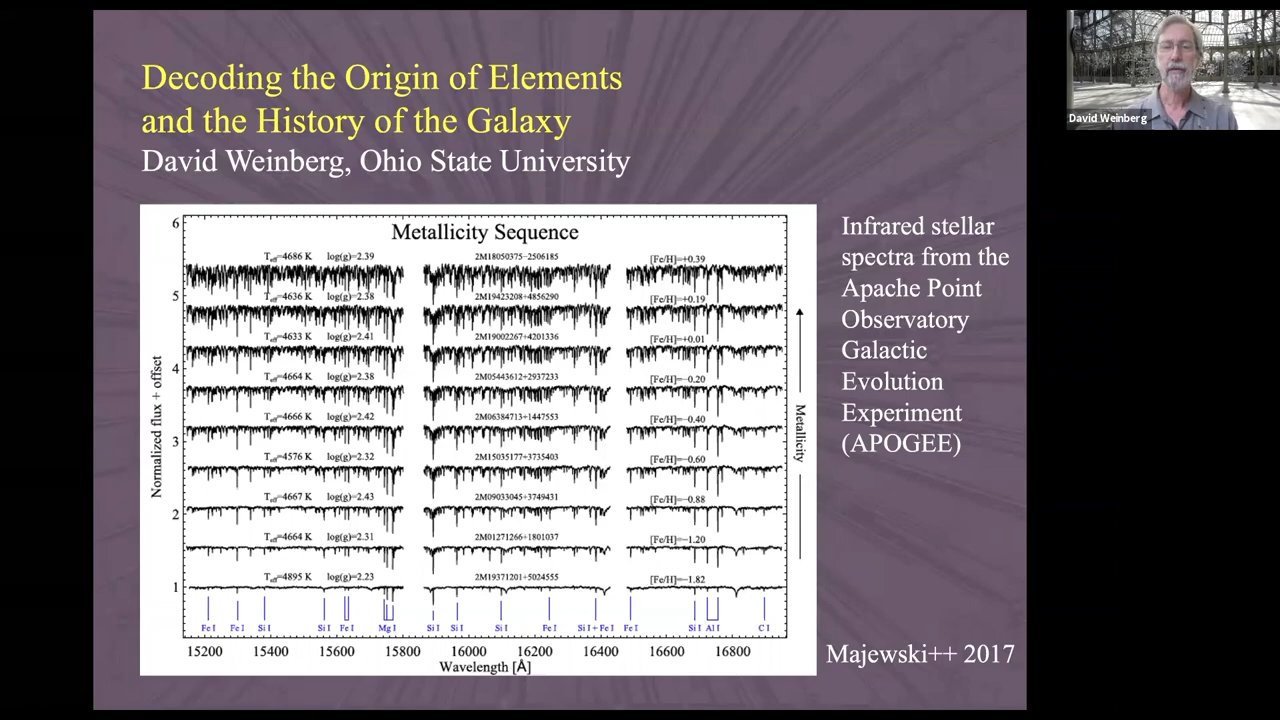 Decoding the Origin of Elements
and the History of the Galaxy
David Weinberg, Ohio State University
David Weinberg
Metallicity Sequence
Teff=4686 K log(g)=2.39 2M18050375−2506185 [Fe/H]=+0.39
Teff=4636 K log(g)=2.38 2M19423208+4856290 [Fe/H]=+0.19
Teff=4633 K log(g)=2.41 2M19002267+4201336 [Fe/H]=+0.01
Teff=4664 K log(g)=2.38 2M05443612+2937233 [Fe/H]=−0.20
Teff=4666 K log(g)=2.42 2M06384713+1447553 [Fe/H]=−0.40
Teff=4576 K log(g)=2.32 2M15035177+3735403 [Fe/H]=−0.60
Teff=4667 K log(g)=2.43 2M09033045+3749431 [Fe/H]=−0.88
Teff=4664 K log(g)=2.31 2M01271266+1801037 [Fe/H]=−1.20
Teff=4895 K log(g)=2.23 2M19371201+5024555 [Fe/H]=−1.82
Fe I Fe I Si I Si I Fe I Mg I Si I Si I Si I Fe I Si I + Fe I Fe I Si I Al I C I
6
5
4
3
2
1
Normalized flux + offset
Metallicity
15200 15400 15600 15800 16000 16200 16400 16600 16800
Wavelength [Å]
Infrared stellar
spectra from the
Apache Point
Observatory
Galactic
Evolution
Experiment
(APOGEE)
Majewski++ 2017